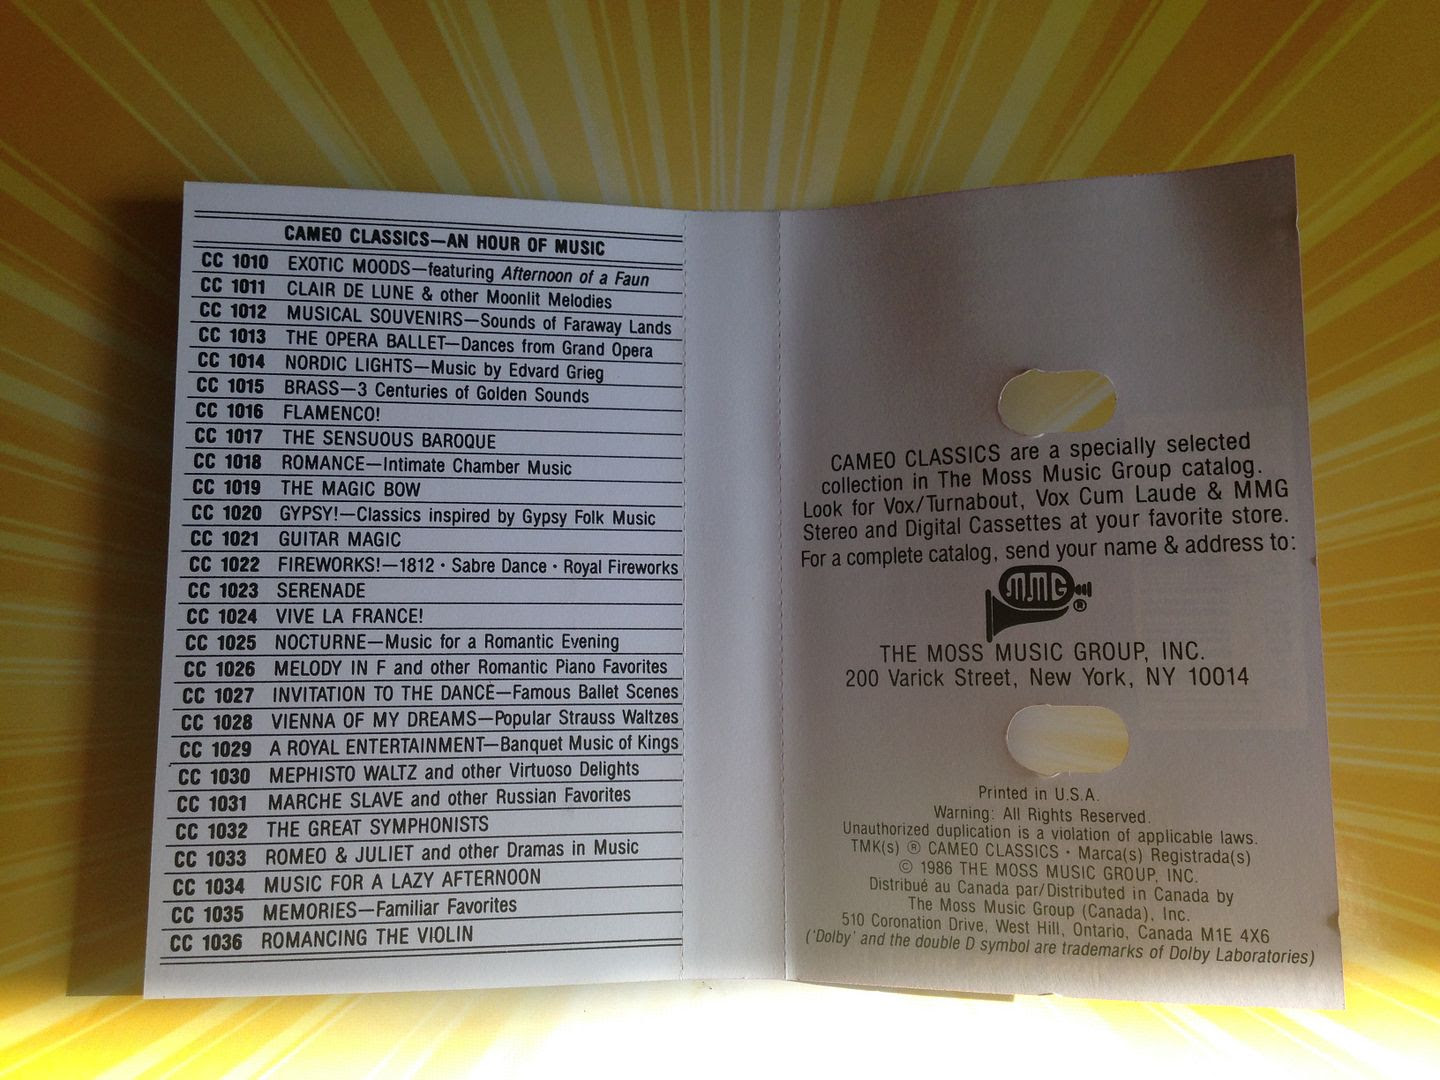 CAMEO CLASSICS—AN HOUR OF MUSIC
CC 1010 EXOTIC MOODS—featuring Afternoon of a Faun
CC 1011 CLAIR DE LUNE & other Moonlit Melodies
CC 1012 MUSICAL SOUVENIRS—Sounds of Faraway Lands
CC 1013 THE OPERA BALLET—Dances from Grand Opera
CC 1014 NORDIC LIGHTS—Music by Edvard Grieg
CC 1015 BRASS—3 Centuries of Golden Sounds
CC 1016 FLAMENCO!
CC 1017 THE SENSUOUS BAROQUE
CC 1018 ROMANCE—Intimate Chamber Music
CC 1019 THE MAGIC BOW
CC 1020 GYPSY!—Classics inspired by Gypsy Folk Music
CC 1021 GUITAR MAGIC
CC 1022 FIREWORKS!—1812 · Sabre Dance · Royal Fireworks
CC 1023 SERENADE
CC 1024 VIVE LA FRANCE!
CC 1025 NOCTURNE—Music for a Romantic Evening
CC 1026 MELODY IN F and other Romantic Piano Favorites
CC 1027 INVITATION TO THE DANCE—Famous Ballet Scenes
CC 1028 VIENNA OF MY DREAMS—Popular Strauss Waltzes
CC 1029 A ROYAL ENTERTAINMENT—Banquet Music of Kings
CC 1030 MEPHISTO WALTZ and other Virtuoso Delights
CC 1031 MARCHE SLAVE and other Russian Favorites
CC 1032 THE GREAT SYMPHONISTS
CC 1033 ROMEO & JULIET and other Dramas in Music
CC 1034 MUSIC FOR A LAZY AFTERNOON
CC 1035 MEMORIES—Familiar Favorites
CC 1036 ROMANCING THE VIOLIN
CAMEO CLASSICS are a specially selected
collection in The Moss Music Group catalog.
Look for Vox/Turnabout, Vox Cum Laude & MMG
Stereo and Digital Cassettes at your favorite store.
For a complete catalog, send your name & address to:
MMG ®
THE MOSS MUSIC GROUP, INC.
200 Varick Street, New York, NY 10014
Printed in U.S.A.
Warning: All Rights Reserved.
Unauthorized duplication is a violation of applicable laws.
TMK(s) ® CAMEO CLASSICS · Marca(s) Registrada(s)
© 1986 THE MOSS MUSIC GROUP, INC.
Distribué au Canada par/Distributed in Canada by
The Moss Music Group (Canada), Inc.
510 Coronation Drive, West Hill, Ontario, Canada M1E 4X6
('Dolby' and the double D symbol are trademarks of Dolby Laboratories)